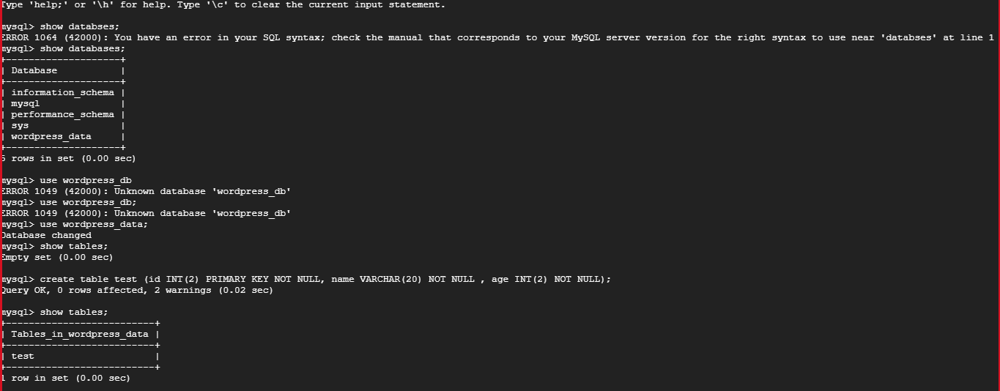 Type 'help;' or '\h' for help. Type '\c' to clear the current input statement.
mysql> show databses;
ERROR 1064 (42000): You have an error in your SQL syntax; check the manual that corresponds to your MySQL server version for the right syntax to use near 'databses' at line 1
mysql> show databases;
+--------------------+
| Database           |
+--------------------+
| information_schema |
| mysql              |
| performance_schema |
| sys                |
| wordpress_data     |
+--------------------+
5 rows in set (0.00 sec)
mysql> use wordpress_db
ERROR 1049 (42000): Unknown database 'wordpress_db'
mysql> use wordpress_db;
ERROR 1049 (42000): Unknown database 'wordpress_db'
mysql> use wordpress_data;
Database changed
mysql> show tables;
Empty set (0.00 sec)
mysql> create table test (id INT(2) PRIMARY KEY NOT NULL, name VARCHAR(20) NOT NULL , age INT(2) NOT NULL);
Query OK, 0 rows affected, 2 warnings (0.02 sec)
mysql> show tables;
+--------------------------+
| Tables_in_wordpress_data |
+--------------------------+
| test                     |
+--------------------------+
1 row in set (0.00 sec)